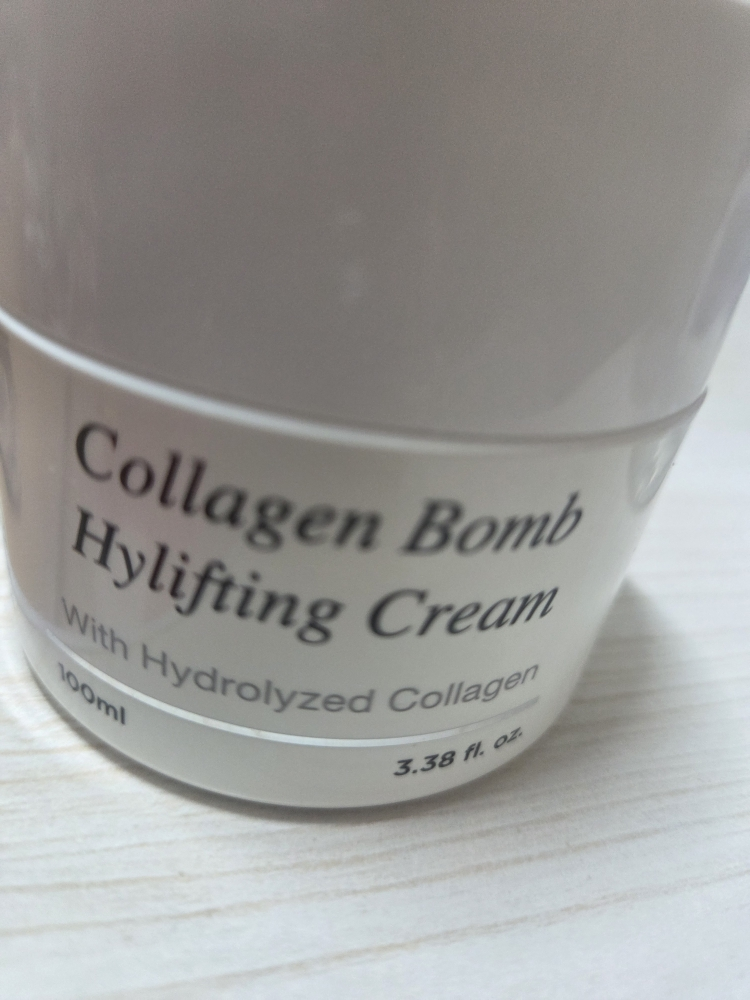 Collagen Bomb
Hylifting Cream
With Hydrolyzed Collagen
100ml
3.38 fl. oz.